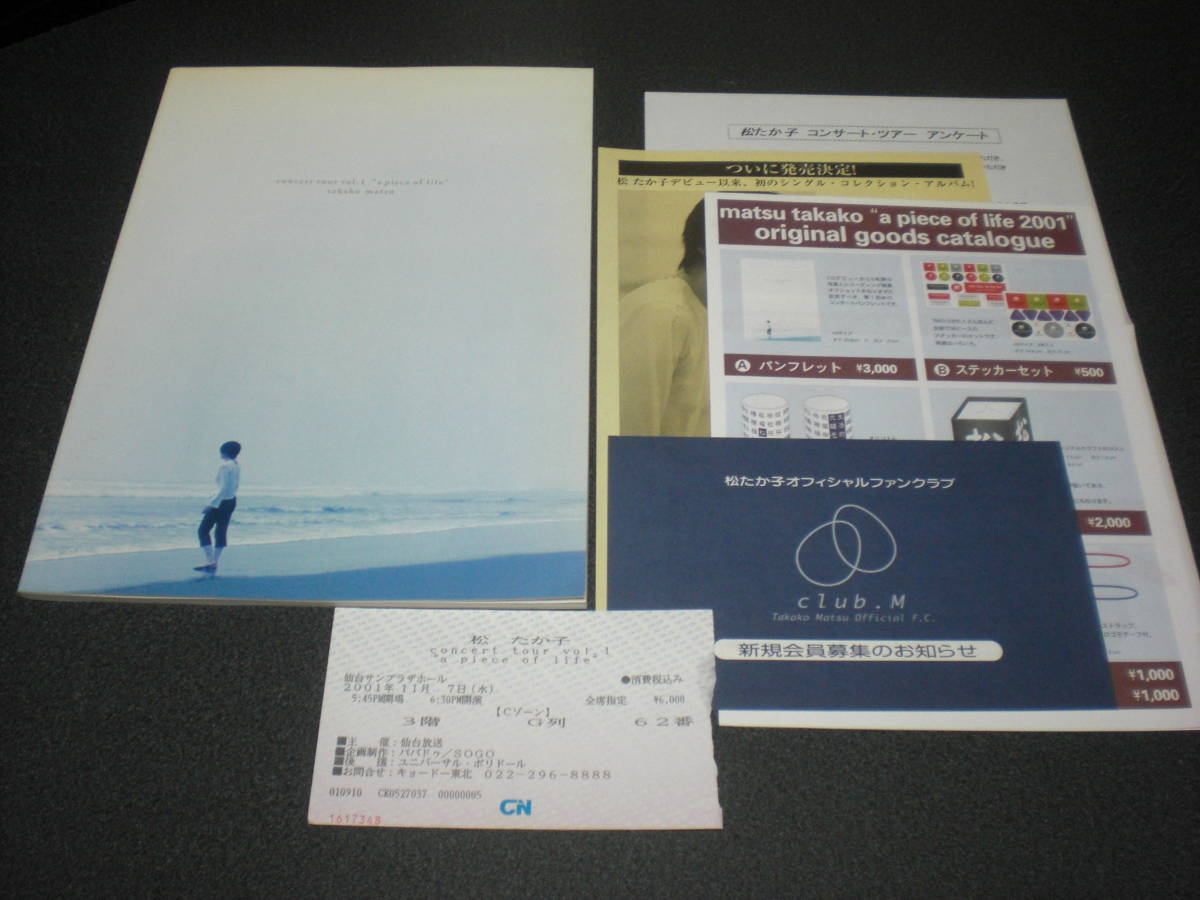 concert tour vol.1 "a piece of life"
takako matsu
松たか子 コンサート・ツアー アンケート
ついに発売決定!
松 たか子デビュー以来、初のシングル・コレクション・アルバム!
matsu takako "a piece of life 2001"
original goods catalogue
A パンフレット ¥3,000
B ステッカーセット ¥500
¥2,000
ストラップ、
¥1,000
¥1,000
松たか子オフィシャルファンクラブ
club.M
Takako Matsu Official F.C.
新規会員募集のお知らせ
松 たか子
concert tour vol.1
"a piece of life"
仙台サンプラザホール ●消費税込み
2001年11月 7日(水)
5:45PM開場 6:30PM開演 全席指定 ¥6,000
【Cゾーン】
3階 G列 62番
■主 催:仙台放送
■企画制作:パパドゥ/SOGO
■後 援:ユニバーサル・ポリドール
■お問合せ:キョードー東北 022-296-8888
010910 CK0527037 00000005
CN
1617348